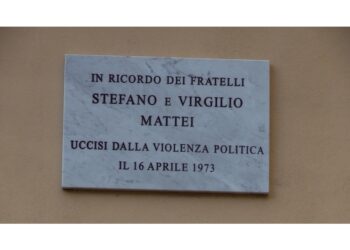 IN RICORDO DEI FRATELLI
STEFANO E VIRGILIO
MATTEI
UCCISI DALLA VIOLENZA POLITICA
IL 16 APRILE 1973